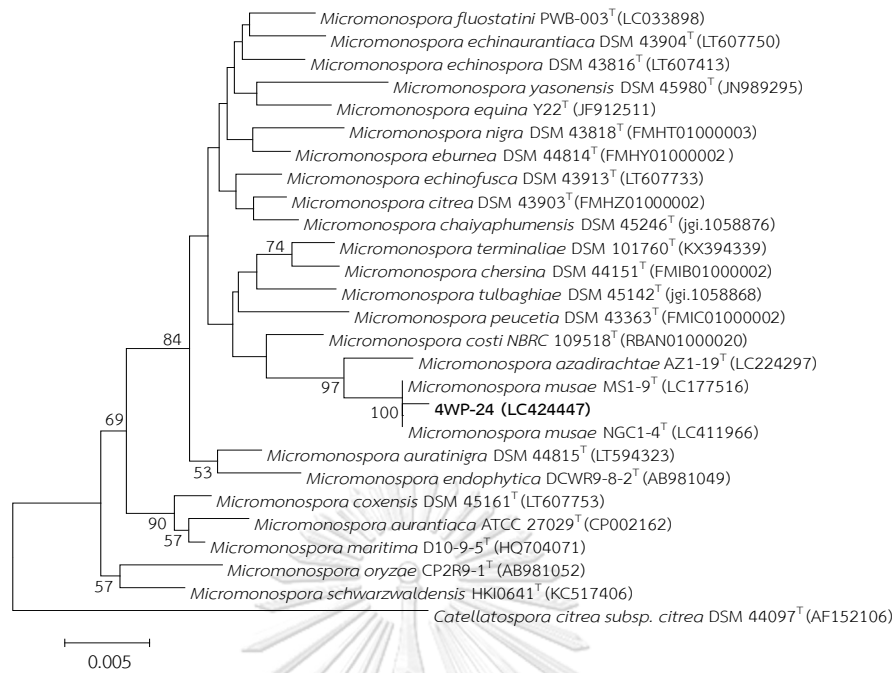 Micromonospora fluostatini PWB-003T (LC033898)
Micromonospora echinaurantiaca DSM 43904T (LT607750)
Micromonospora echinospora DSM 43816T (LT607413)
Micromonospora yasonensis DSM 45980T (JN989295)
Micromonospora equina Y22T (JF912511)
Micromonospora nigra DSM 43818T (FMHT01000003)
Micromonospora eburnea DSM 44814T (FMHY01000002)
Micromonospora echinofusca DSM 43913T (LT607733)
Micromonospora citrea DSM 43903T (FMHZ01000002)
Micromonospora chaiyaphumensis DSM 45246T (jgi.1058876)
74 Micromonospora terminaliae DSM 101760T (KX394339)
Micromonospora chersina DSM 44151T (FMIB01000002)
Micromonospora tulbaghiae DSM 45142T (jgi.1058868)
Micromonospora peucetia DSM 43363T (FMIC01000002)
84 Micromonospora costi NBRC 109518T (RBAN01000020)
Micromonospora azadirachtae AZ1-19T (LC224297)
97 Micromonospora musae MS1-9T (LC177516)
100 4WP-24 (LC424447)
69 Micromonospora musae NGC1-4T (LC411966)
Micromonospora auratinigra DSM 44815T (LT594323)
53 Micromonospora endophytica DCWR9-8-2T (AB981049)
Micromonospora coxensis DSM 45161T (LT607753)
90 Micromonospora aurantiaca ATCC 27029T (CP002162)
57 Micromonospora maritima D10-9-5T (HQ704071)
Micromonospora oryzae CP2R9-1T (AB981052)
57 Micromonospora schwarzwaldensis HKI0641T (KC517406)
Catellatospora citrea subsp. citrea DSM 44097T (AF152106)
0.005